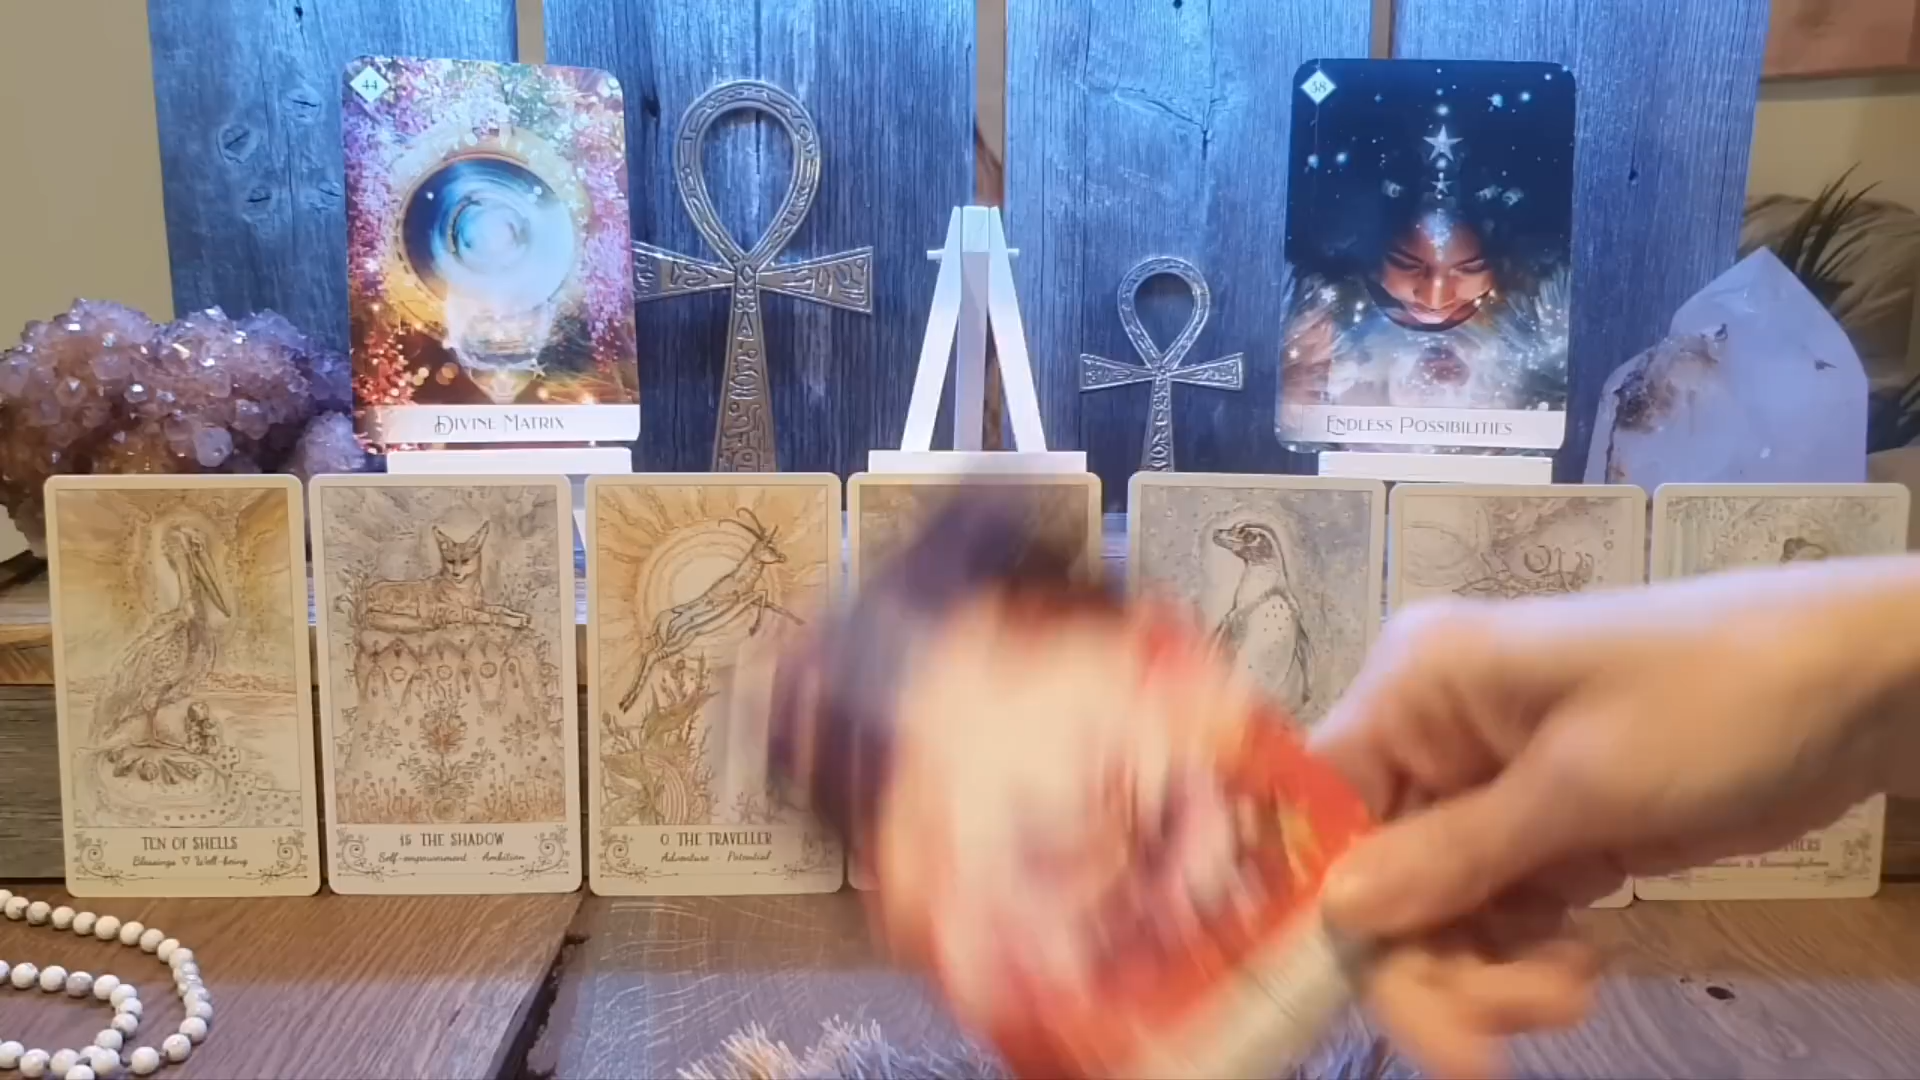 44
DIVINE MATRIX
38
ENDLESS POSSIBILITIES
TEN OF SHELLS
Blessings ▽ Well-being
15 THE SHADOW
Self-empowerment - Ambition
0 THE TRAVELLER
Adventure - Potential